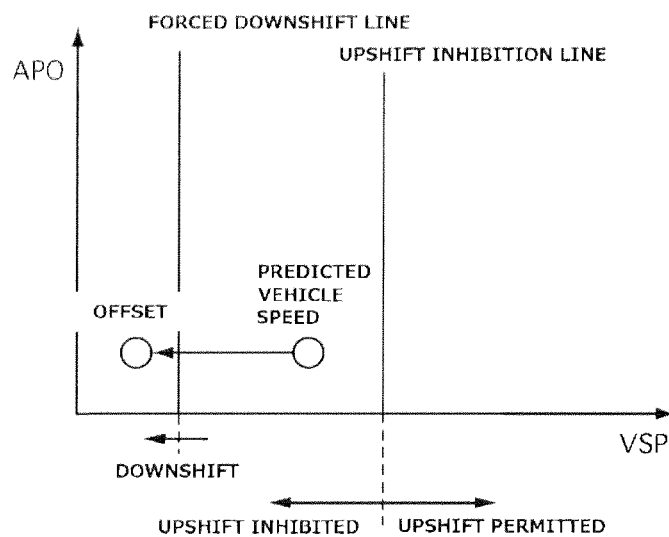 FORCED DOWNSHIFT LINE
UPSHIFT INHIBITION LINE
APO
PREDICTED
VEHICLE
SPEED
OFFSET
VSP
DOWNSHIFT
UPSHIFT INHIBITED
UPSHIFT PERMITTED